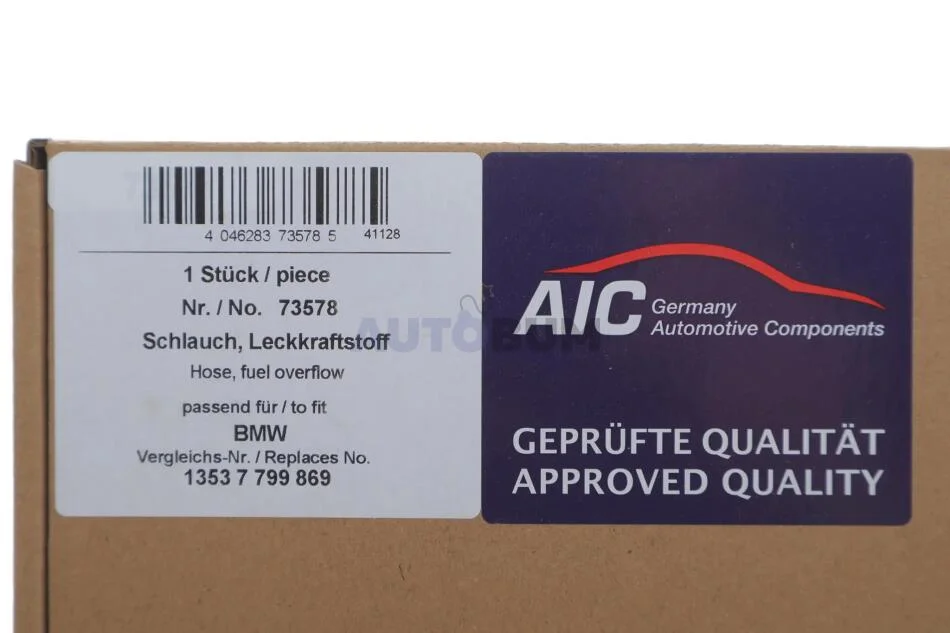 4 046283 73578 5 41128
1 Stück / piece
Nr. / No. 73578
Schlauch, Leckkraftstoff
Hose, fuel overflow
passend für / to fit
BMW
Vergleichs-Nr. / Replaces No.
1353 7 799 869
AUTOBUM
AIC Germany
Automotive Components
GEPRÜFTE QUALITÄT
APPROVED QUALITY